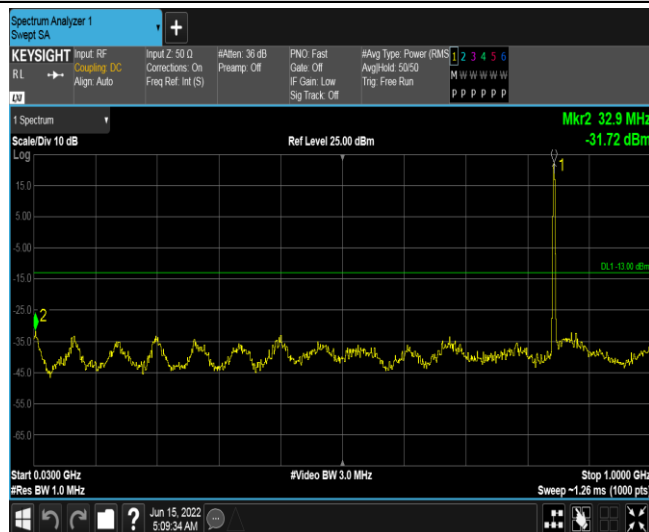 Spectrum Analyzer 1
Swept SA
+
KEYSIGHT
RL
LXI
Input: RF
Coupling: DC
Align: Auto
Input Z: 50 Ω
Corrections: On
Freq Ref: Int (S)
#Atten: 36 dB
Preamp: Off
PNO: Fast
Gate: Off
IF Gain: Low
Sig Track: Off
#Avg Type: Power (RMS
Avg|Hold: 50/50
Trig: Free Run
1 2 3 4 5 6
M W W W W W
P P P P P P
1 Spectrum
Mkr2 32.9 MHz
Scale/Div 10 dB
Ref Level 25.00 dBm
-31.72 dBm
Log
1
15.0
5.00
-5.00
DL1 -13.00 dBm
-15.0
-25.0
2
-35.0
-45.0
-55.0
-65.0
Start 0.0300 GHz
#Video BW 3.0 MHz
Stop 1.0000 GHz
#Res BW 1.0 MHz
Sweep ~1.26 ms (1000 pts)
?
Jun 15, 2022
5:09:34 AM